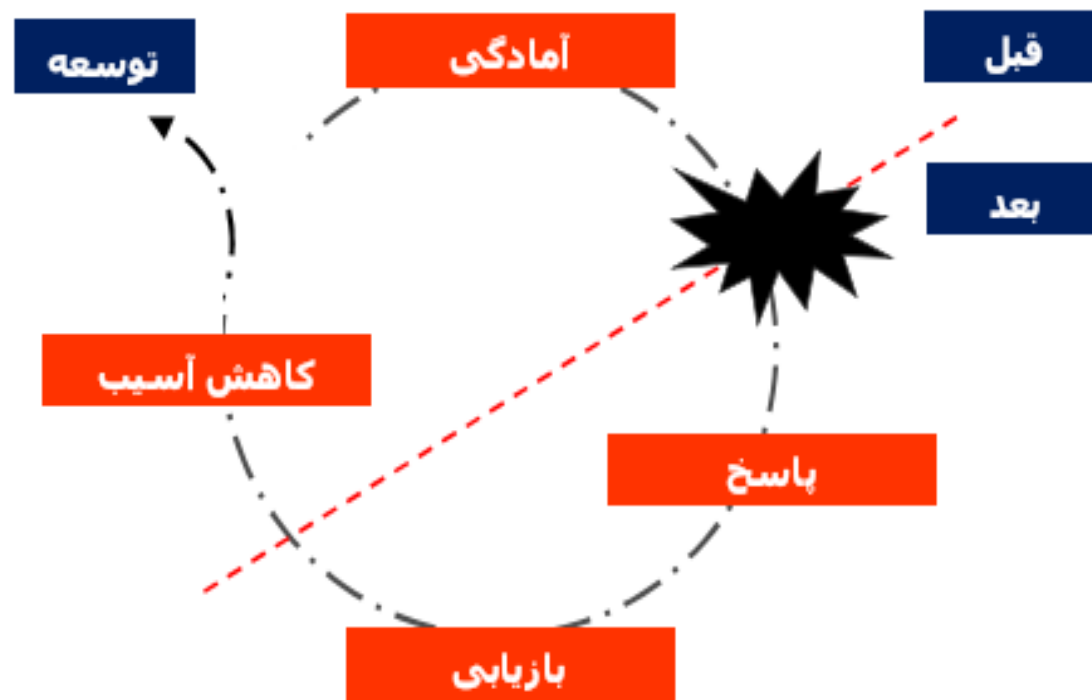 قبل
آمادگی
توسعه
بعد
کاهش آسیب
پاسخ
بازیابی